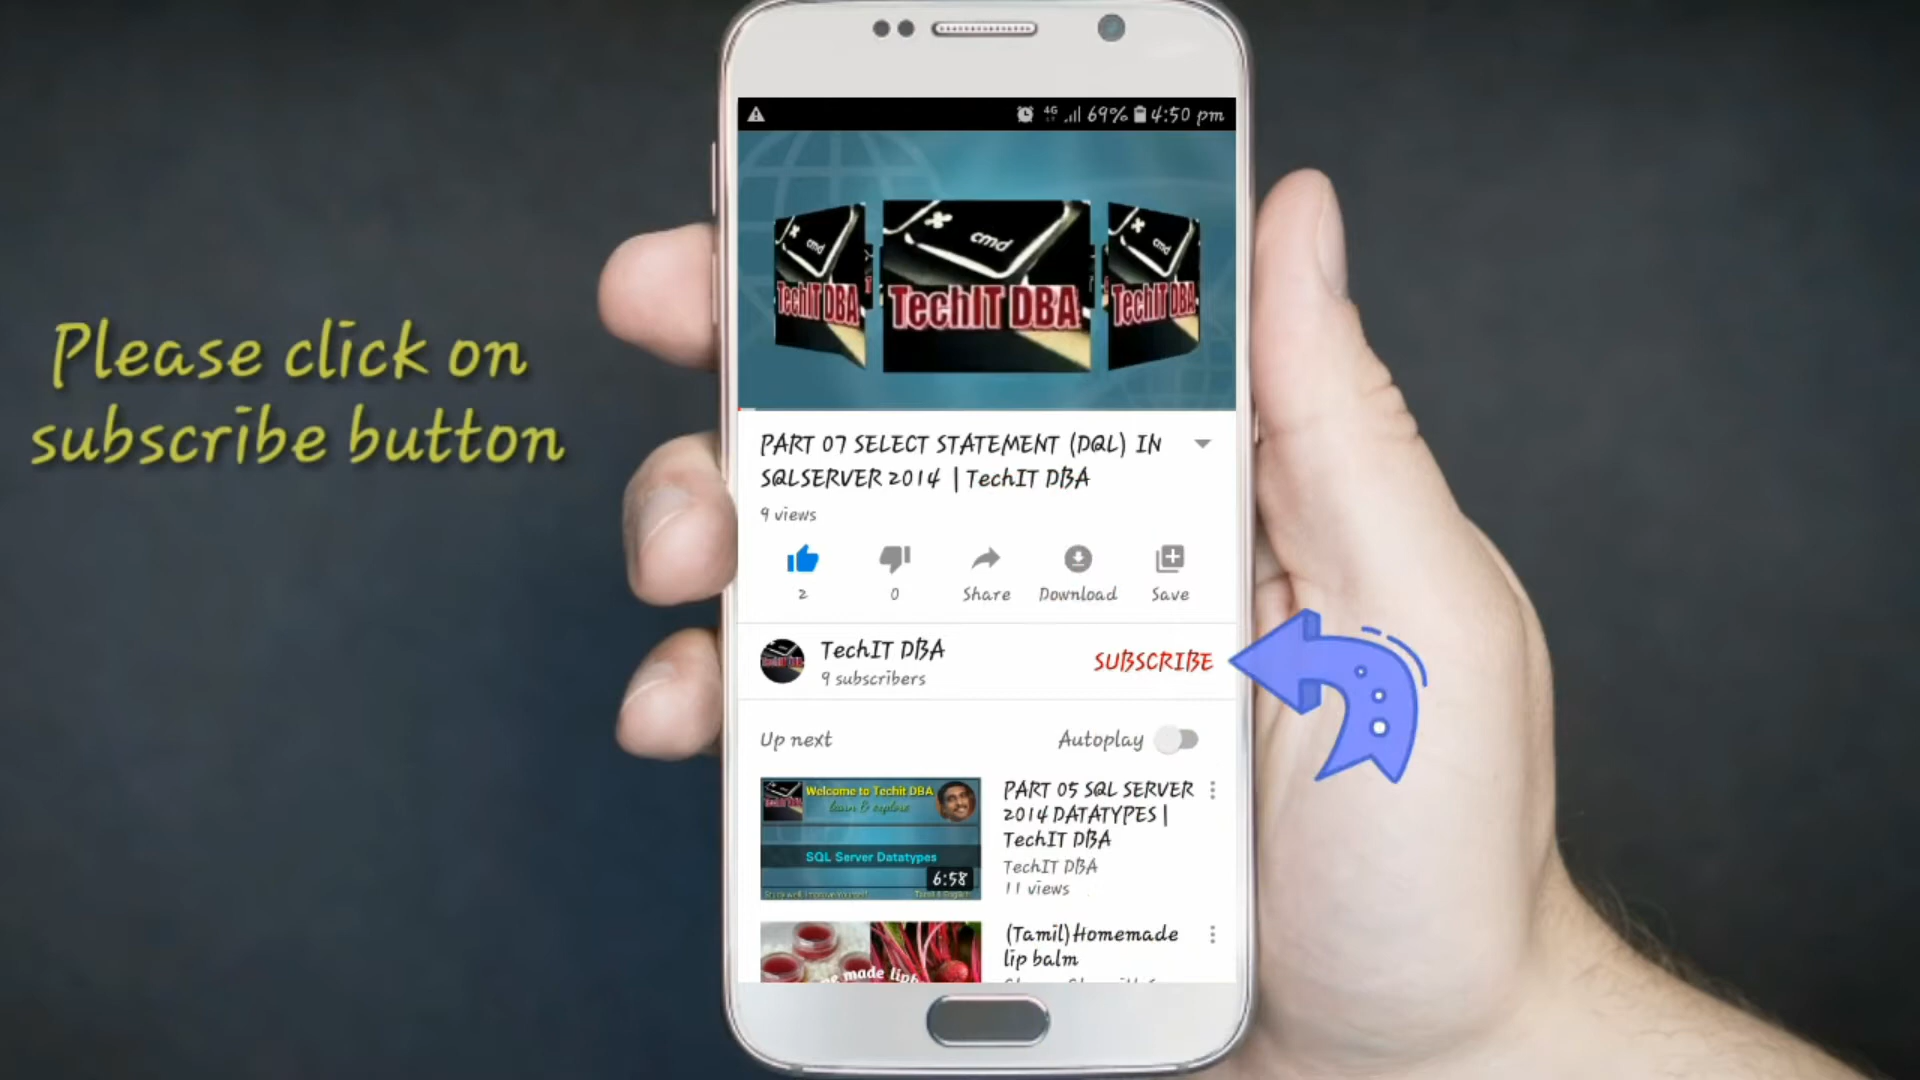 4G 69% 4:50 pm
cmd
cmd
cmd
TechIT DBA
TechIT DBA
TechIT DBA
Please click on
subscribe button
PART 07 SELECT STATEMENT (DQL) IN
SQLSERVER 2014 | TechIT DBA
9 views
2
0
Share
Download
Save
TechIT DBA
9 subscribers
SUBSCRIBE
Up next
Autoplay
Welcome to Techit DBA
learn & explore
SQL Server Datatypes
6:58
PART 05 SQL SERVER
2014 DATATYPES |
TechIT DBA
TechIT DBA
11 views
(Tamil)Homemade
lip balm
made